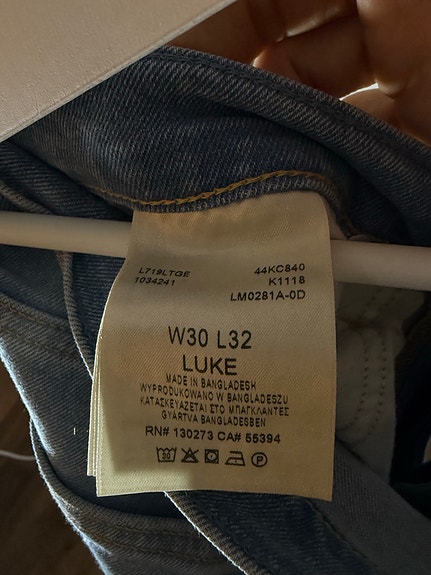 L719LTGE 44KC840
1034241 K1118
LM0281A-0D
W30 L32
LUKE
MADE IN BANGLADESH
WYPRODUKOWANO W BANGLADESZU
ΚΑΤΑΣΚΕΥΑΖΕΤΑΙ ΣΤΟ ΜΠΑΓΚΛΑΝΤΕΣ
GYÁRTVA BANGLADESBEN
RN# 130273 CA# 55394
30 P